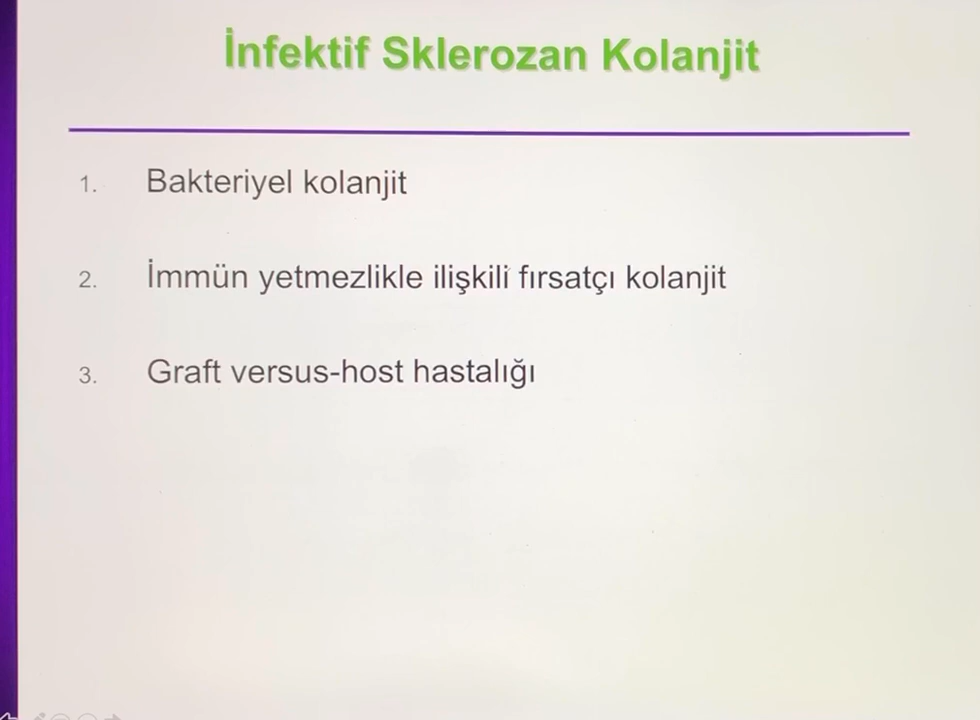 İnfektif Sklerozan Kolanjit
1. Bakteriyel kolanjit
2. İmmün yetmezlikle ilişkili fırsatçı kolanjit
3. Graft versus-host hastalığı